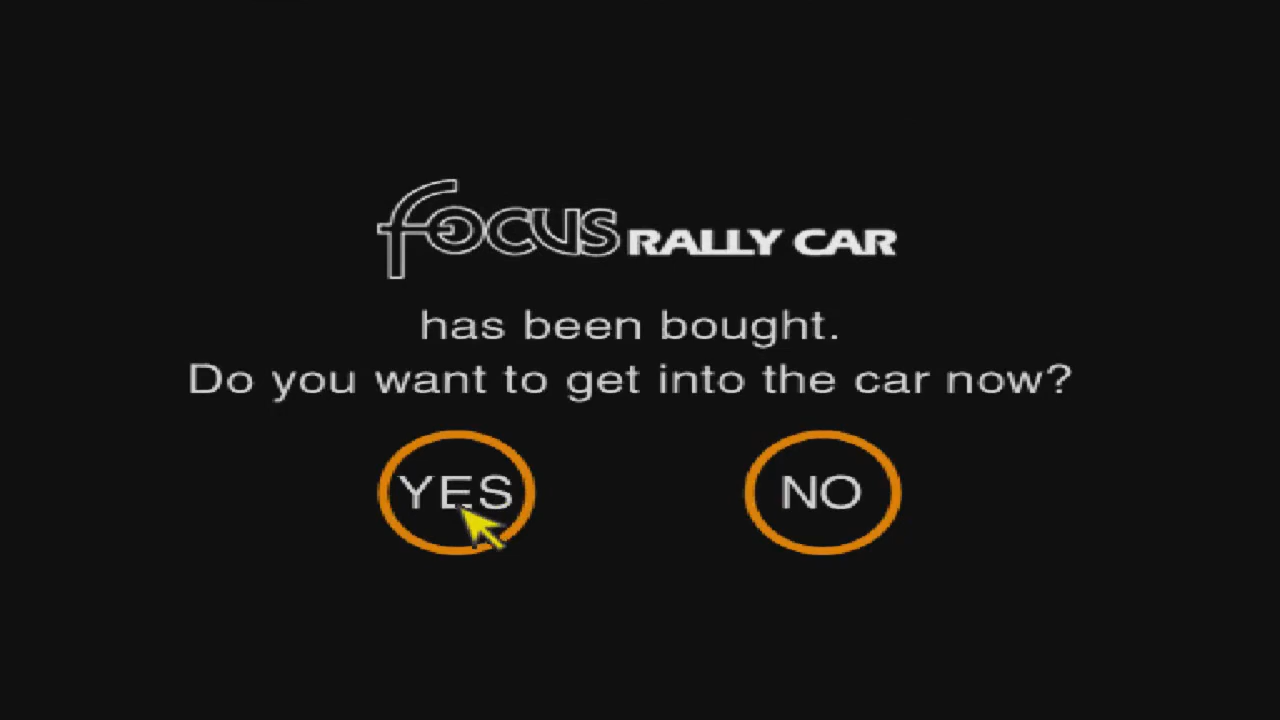 focus RALLY CAR
has been bought.
Do you want to get into the car now?
YES NO